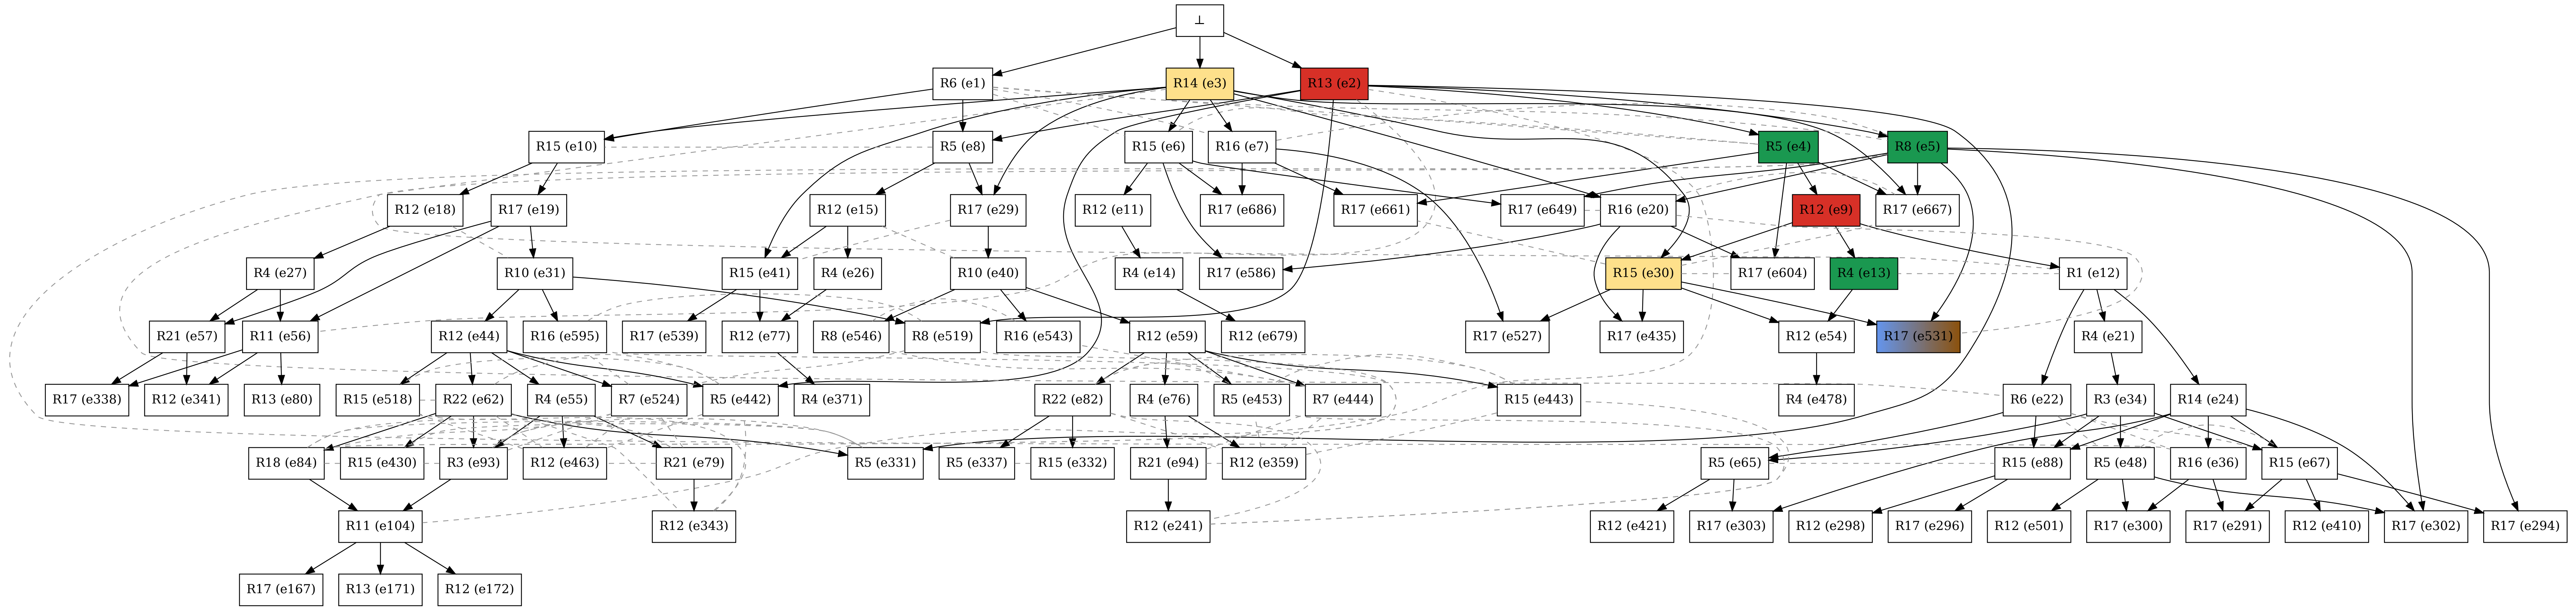 ⊥
R6 (e1) R14 (e3) R13 (e2)
R15 (e10) R5 (e8) R15 (e6) R16 (e7) R5 (e4) R8 (e5)
R12 (e18) R17 (e19) R12 (e15) R17 (e29) R12 (e11) R17 (e686) R17 (e661) R17 (e649) R16 (e20) R12 (e9) R17 (e667)
R4 (e27) R10 (e31) R15 (e41) R4 (e26) R10 (e40) R4 (e14) R17 (e586) R15 (e30) R17 (e604) R4 (e13) R1 (e12)
R21 (e57) R11 (e56) R12 (e44) R16 (e595) R17 (e539) R12 (e77) R8 (e546) R8 (e519) R16 (e543) R12 (e59) R12 (e679) R17 (e527) R17 (e435) R12 (e54) R17 (e531) R4 (e21)
R17 (e338) R12 (e341) R13 (e80) R15 (e518) R22 (e62) R4 (e55) R7 (e524) R5 (e442) R4 (e371) R22 (e82) R4 (e76) R5 (e453) R7 (e444) R15 (e443) R4 (e478) R6 (e22) R3 (e34) R14 (e24)
R18 (e84) R15 (e430) R3 (e93) R12 (e463) R21 (e79) R5 (e331) R5 (e337) R15 (e332) R21 (e94) R12 (e359) R5 (e65) R15 (e88) R5 (e48) R16 (e36) R15 (e67)
R11 (e104) R12 (e343) R12 (e241) R12 (e421) R17 (e303) R12 (e298) R17 (e296) R12 (e501) R17 (e300) R17 (e291) R12 (e410) R17 (e302) R17 (e294)
R17 (e167) R13 (e171) R12 (e172)